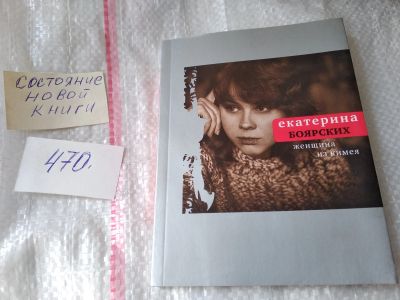 состояние
новой
книги
470.
екатерина
БОЯРСКИХ
женщина
из кимея